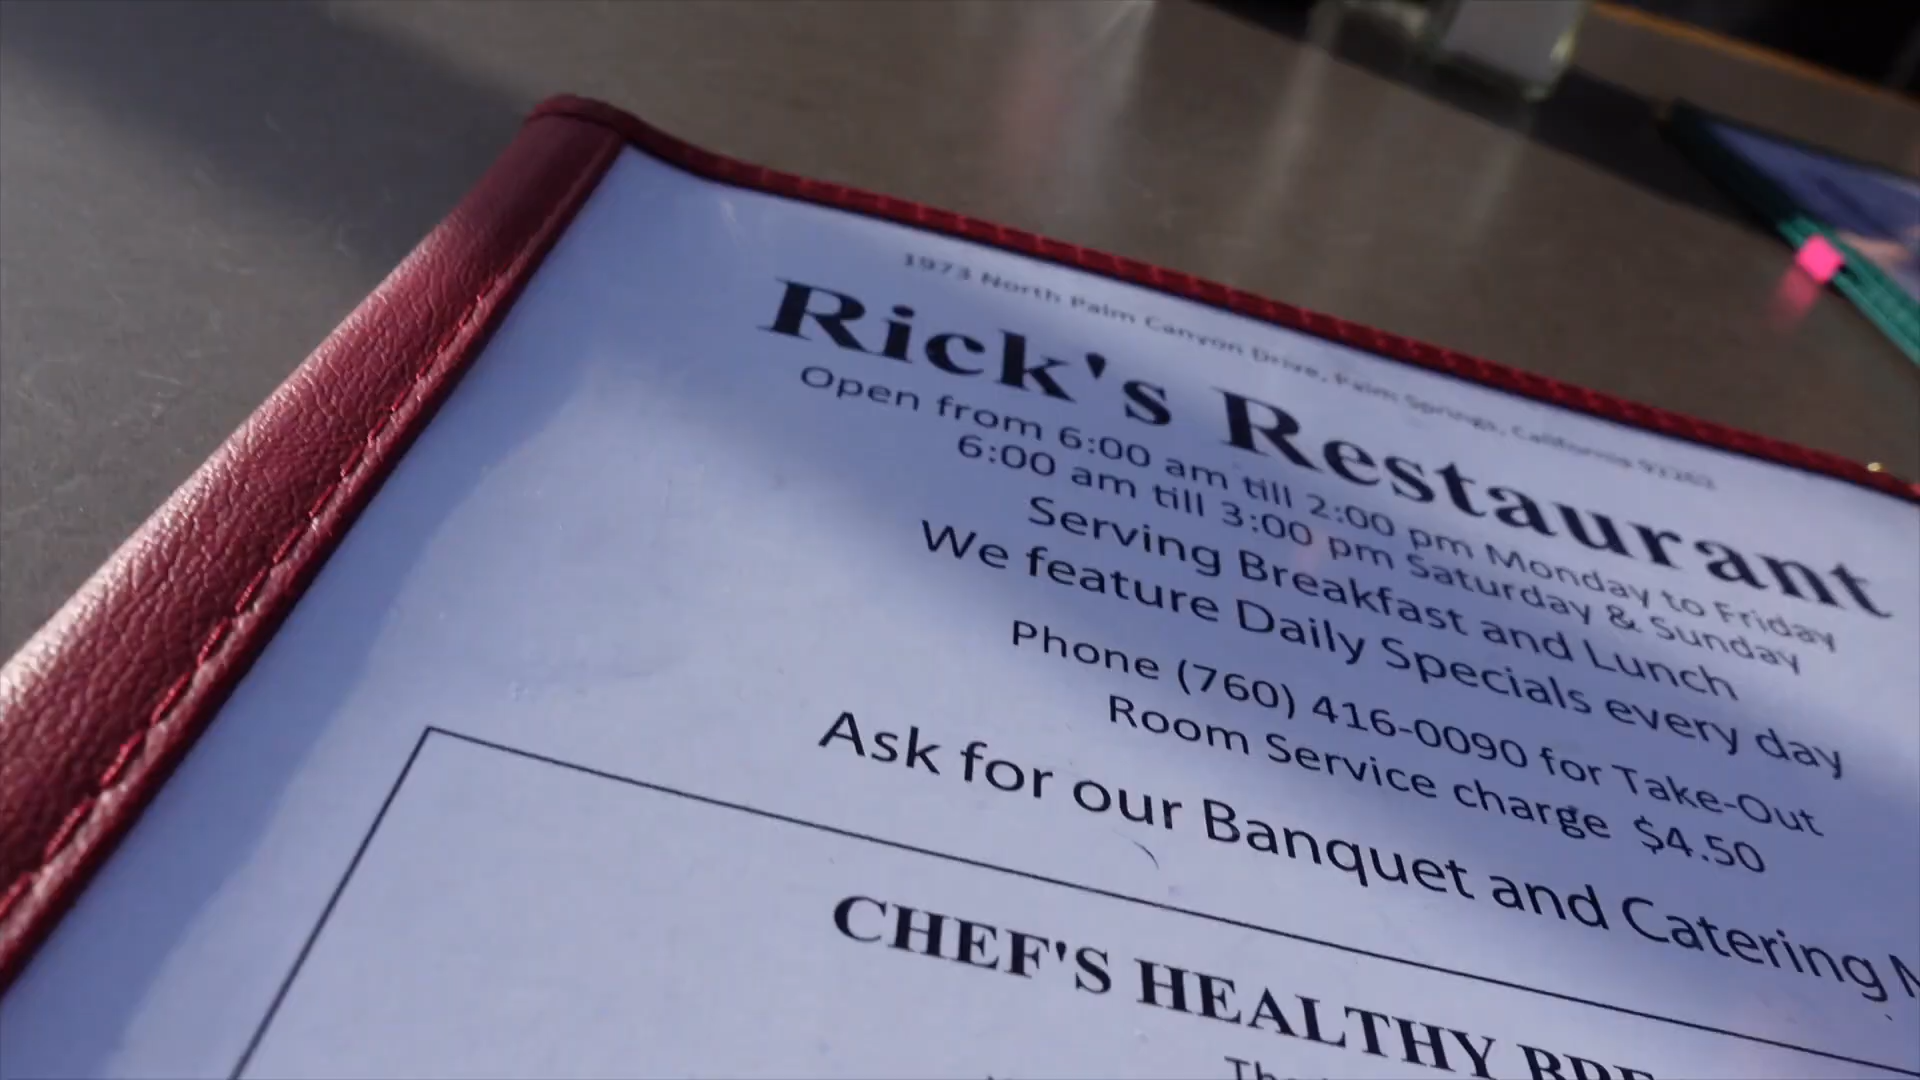 1973 North Palm Canyon Drive, Palm Springs, California 92262
Rick's Restaurant
Open from 6:00 am till 2:00 pm Monday to Friday
6:00 am till 3:00 pm Saturday & Sunday
Serving Breakfast and Lunch
We feature Daily Specials every day
Phone (760) 416-0090 for Take-Out
Room Service charge $4.50
Ask for our Banquet and Catering
CHEF'S HEALTHY